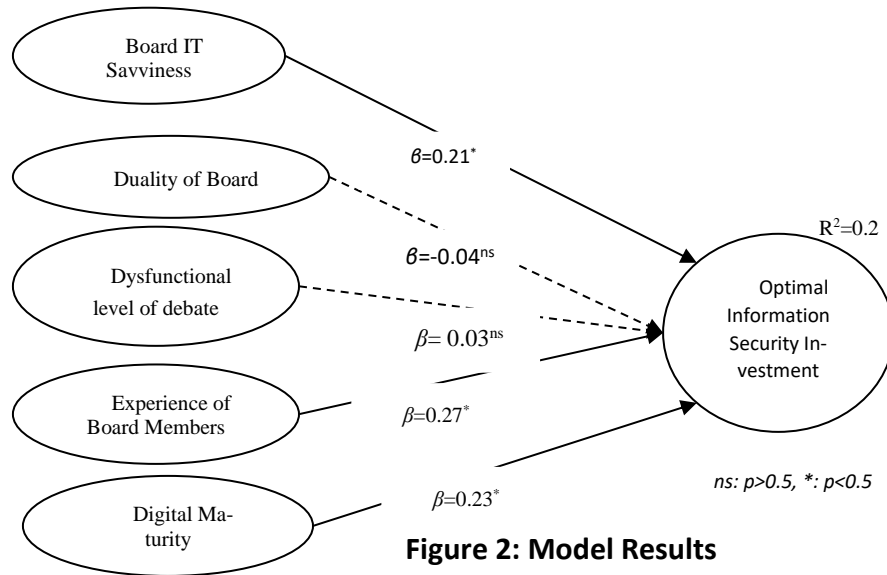 Board IT
Savviness
β=0.21*
Duality of Board
β=-0.04ns
R²=0.2
Dysfunctional
level of debate
β= 0.03ns
Optimal
Information
Security In-
vestment
Experience of
Board Members
β=0.27*
Digital Ma-
turity
β=0.23*
ns: p>0.5, *: p<0.5
Figure 2: Model Results